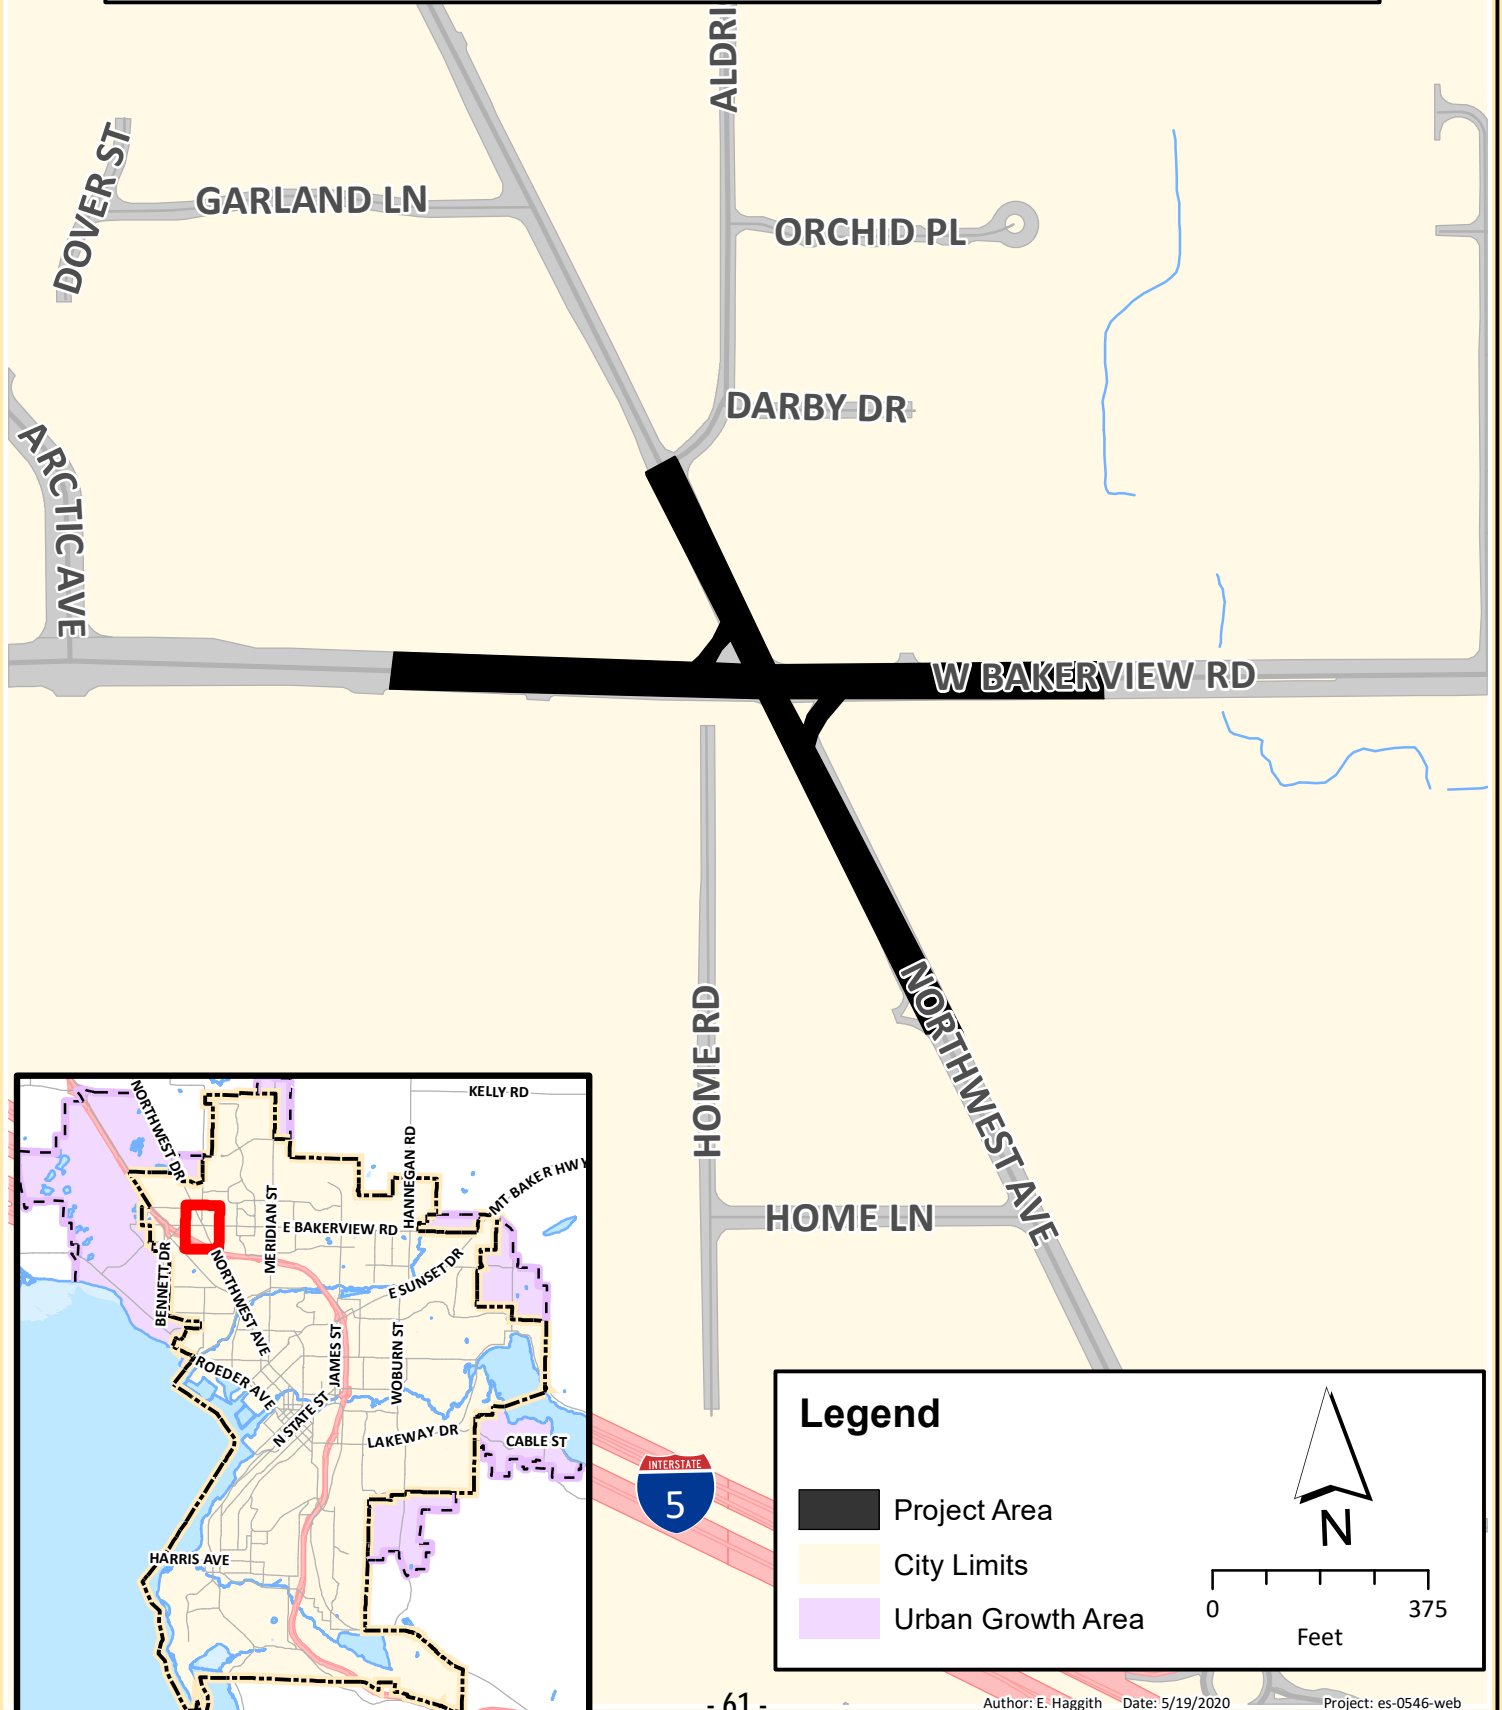 ALDRI
DOVER ST
GARLAND LN
ORCHID PL
DARBY DR
ARCTIC AVE
W BAKERVIEW RD
HOME RD
NORTHWEST AVE
HOME LN
NORTHWEST DR
KELLY RD
HANNEGAN RD
MT BAKER HWY
MERIDIAN ST
E BAKERVIEW RD
BENNETT DR
NORTHWEST AVE
E SUNSET DR
ROEDER AVE
JAMES ST
WOBURN ST
N STATE ST
LAKEWAY DR
CABLE ST
HARRIS AVE
INTERSTATE
5
Legend
Project Area
City Limits
Urban Growth Area
N
0 375
Feet
- 61 -
Author: E. Haggith Date: 5/19/2020 Project: es-0546-web